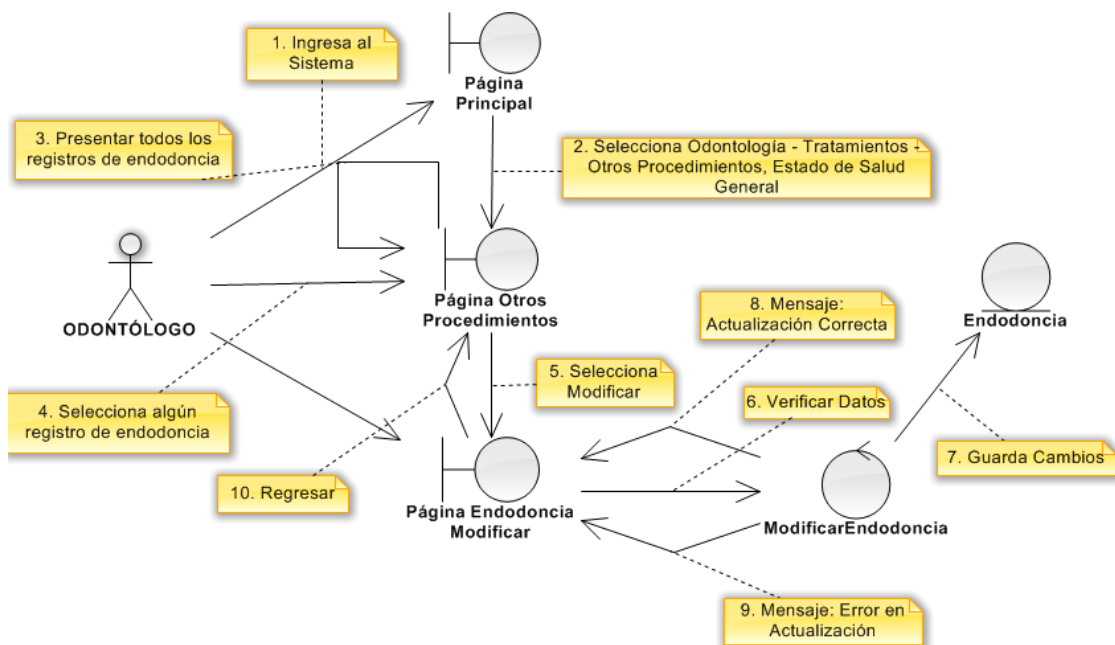 1. Ingresa al
Sistema
Página
Principal
3. Presentar todos los
registros de endodoncia
2. Selecciona Odontología - Tratamientos -
Otros Procedimientos, Estado de Salud
General
ODONTÓLOGO
Página Otros
Procedimientos
Endodoncia
8. Mensaje:
Actualización Correcta
5. Selecciona
Modificar
6. Verificar Datos
4. Selecciona algún
registro de endodoncia
7. Guarda Cambios
10. Regresar
Página Endodoncia
Modificar
ModificarEndodoncia
9. Mensaje: Error en
Actualización